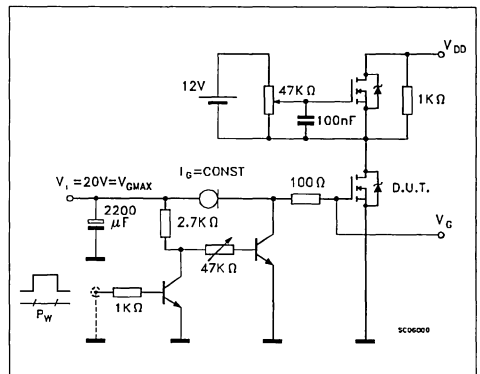 V_DD
12V
47KΩ
1KΩ
100nF
I_G=CONST
V_i=20V=V_GMAX
100Ω
D.U.T.
2200
μF
2.7KΩ
V_G
47KΩ
1KΩ
P_W
SC06000